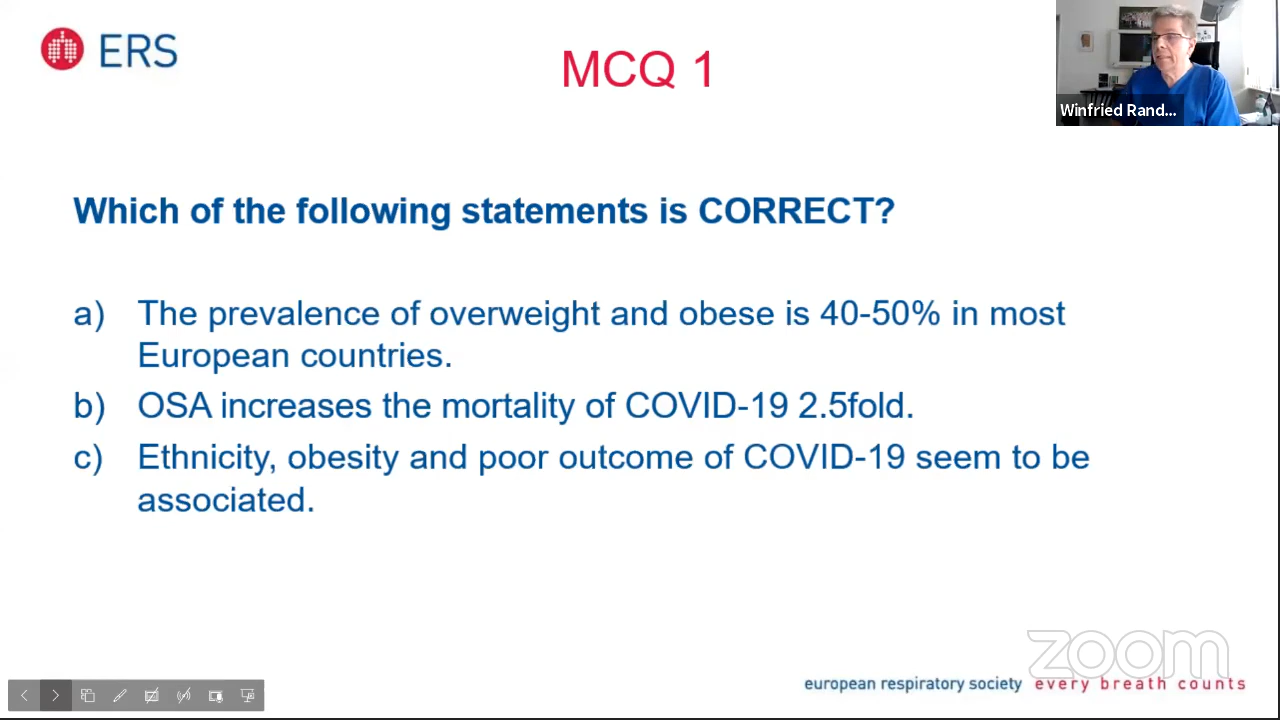 ERS
MCQ 1
Winfried Rand...
Which of the following statements is CORRECT?
a) The prevalence of overweight and obese is 40-50% in most
European countries.
b) OSA increases the mortality of COVID-19 2.5fold.
c) Ethnicity, obesity and poor outcome of COVID-19 seem to be
associated.
zoom
european respiratory society every breath counts